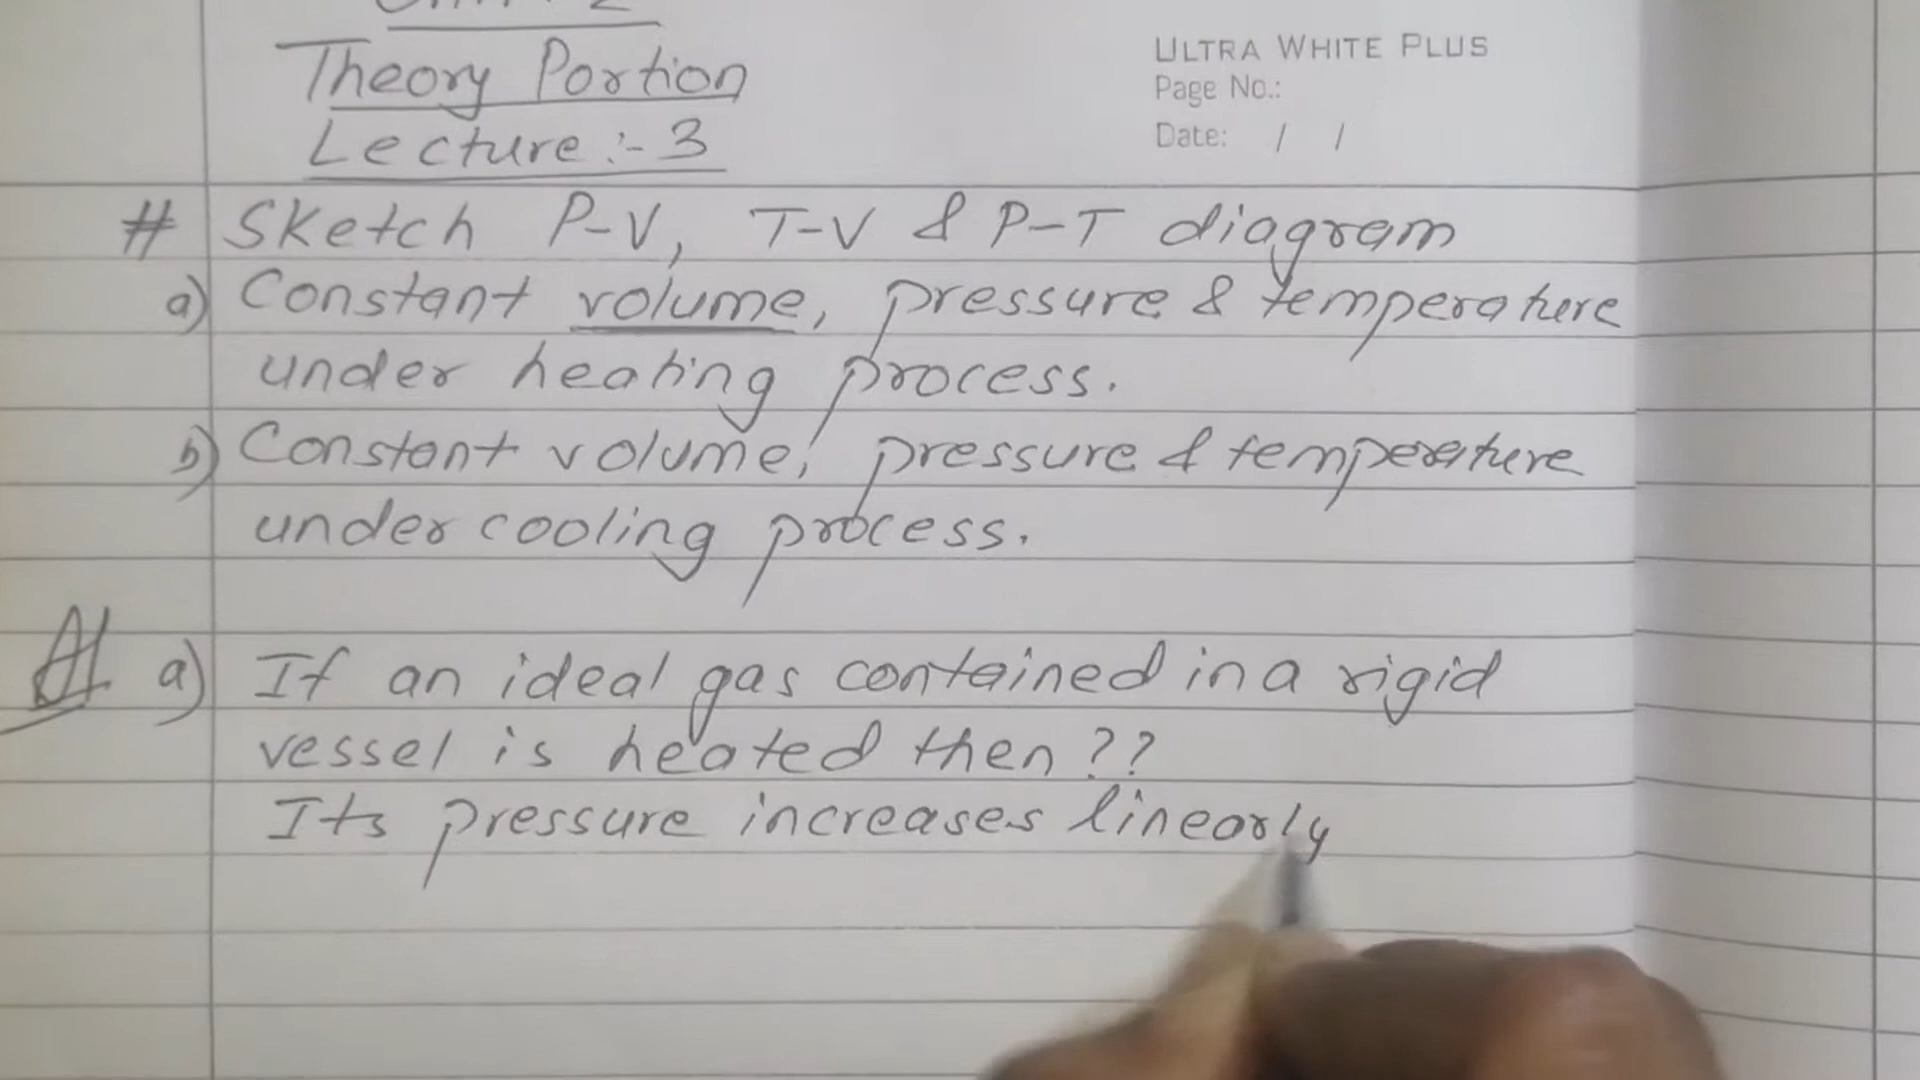 Theory Portion
Lecture :- 3
ULTRA WHITE PLUS
Page No.:
Date: / /
# Sketch P-V, T-V & P-T diagram
a) Constant volume, pressure & temperature
under heating process.
b) Constant volume, pressure & temperature
under cooling process.
a) If an ideal gas contained in a rigid
vessel is heated then ??
Its pressure increases linearly